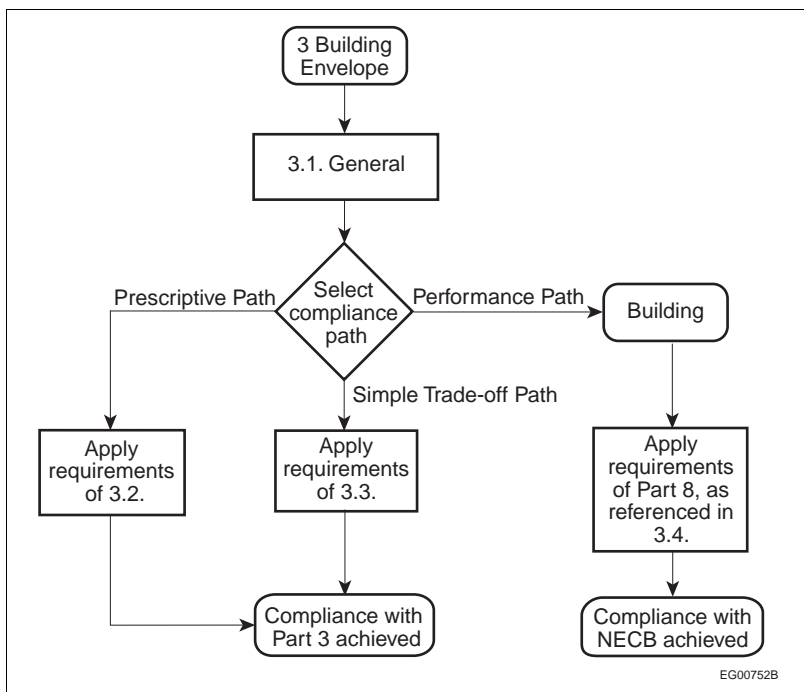 3 Building
Envelope
3.1. General
Prescriptive Path
Select
compliance
path
Performance Path
Building
Simple Trade-off Path
Apply
requirements
of 3.2.
Apply
requirements
of 3.3.
Apply
requirements
of Part 8, as
referenced in
3.4.
Compliance with
Part 3 achieved
Compliance with
NECB achieved
EG00752B